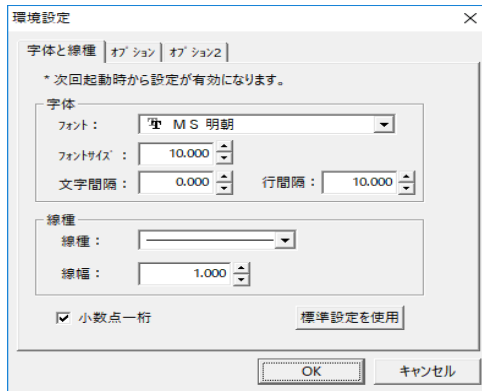 環境設定
字体と線種 ｵﾌﾟｼｮﾝ ｵﾌﾟｼｮﾝ2
* 次回起動時から設定が有効になります。
字体
ﾌｫﾝﾄ： ＭＳ 明朝
ﾌｫﾝﾄｻｲｽﾞ： 10.000
文字間隔： 0.000 行間隔： 10.000
線種
線種：
線幅： 1.000
小数点一桁 標準設定を使用
OK キャンセル